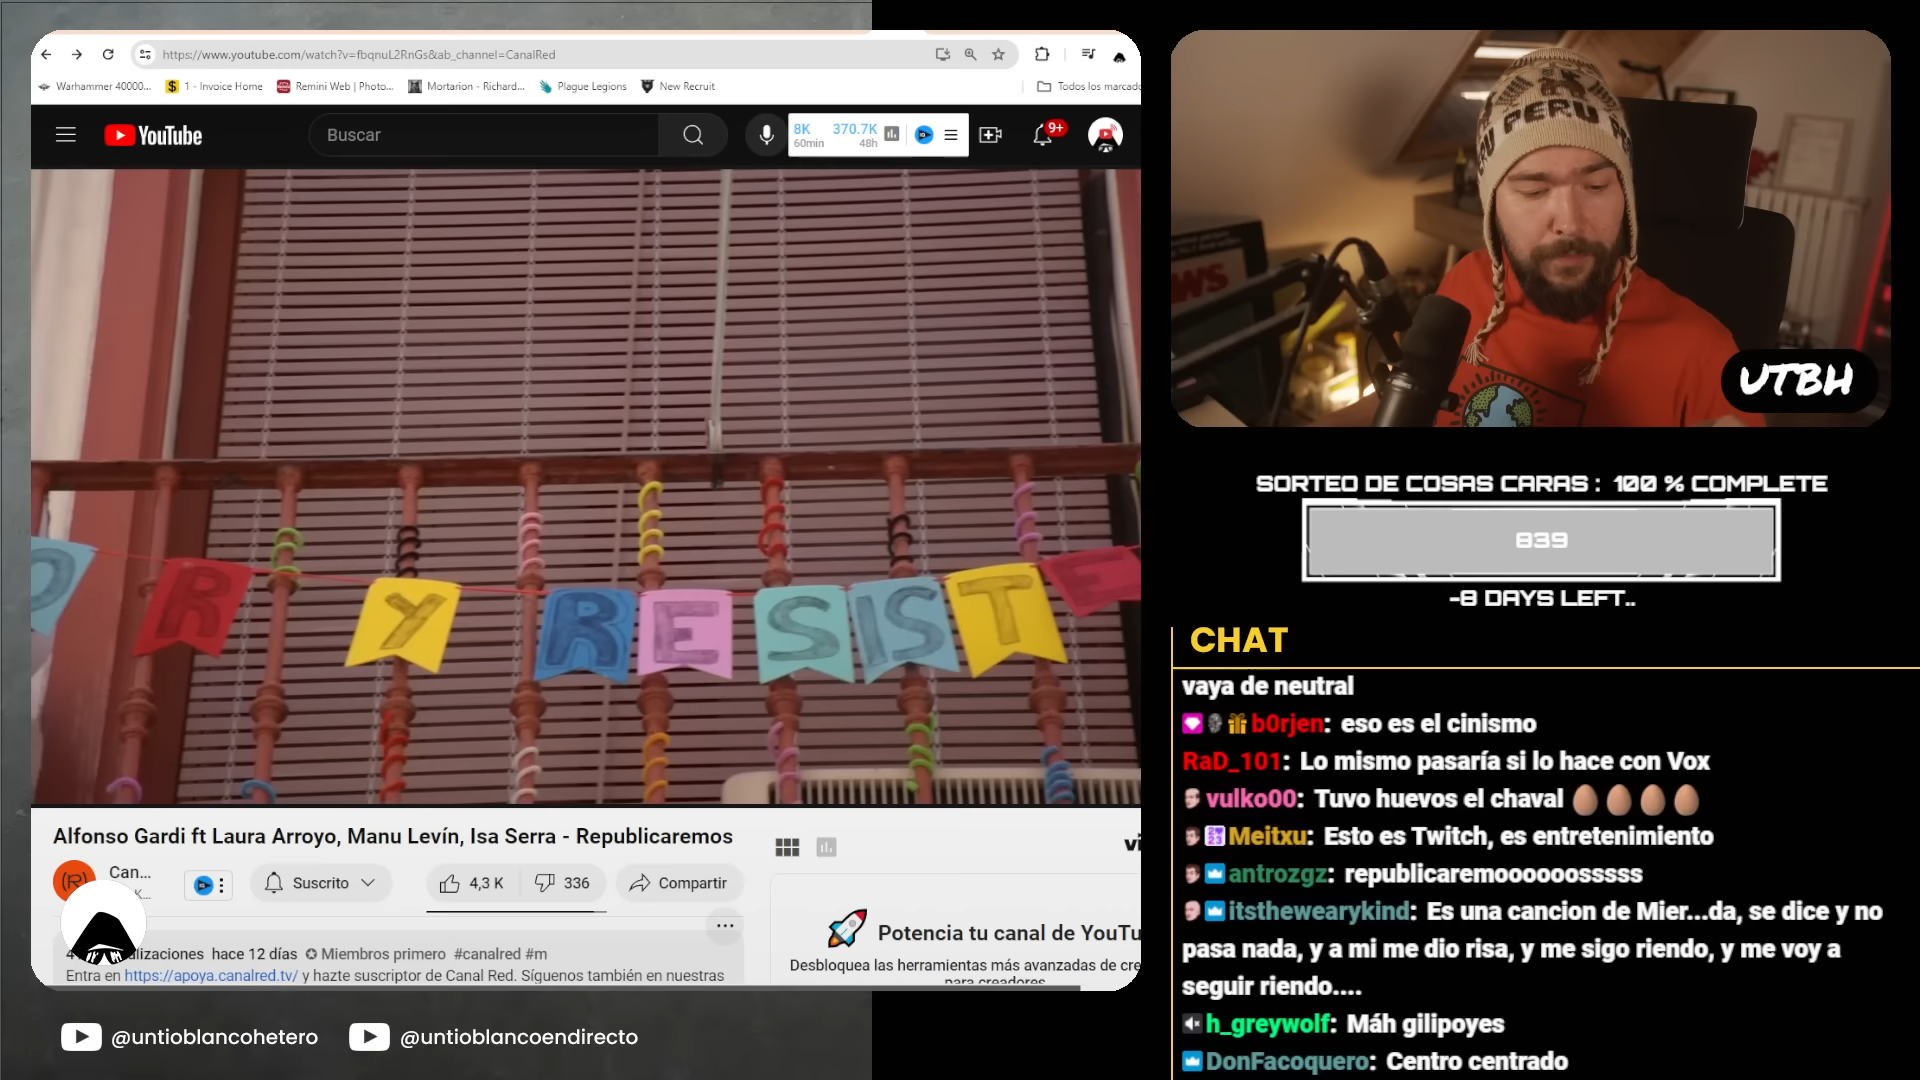 https://www.youtube.com/watch?v=fbqnuL2RnGs&ab_channel=CanalRed
Warhammer 40000...
1 - Invoice Home
Remini Web | Photo...
Mortarion - Richard...
Plague Legions
New Recruit
Todos los marcado
YouTube
Buscar
8K 370.7K
60min 48h
9+
R Y RESISTE
PERU
UTBH
SORTEO DE COSAS CARAS : 100 % COMPLETE
839
-8 DAYS LEFT..
Alfonso Gardi ft Laura Arroyo, Manu Levín, Isa Serra - Republicaremos
Can...
Suscrito
4,3 K
336
Compartir
alizaciones hace 12 días Miembros primero #canalred #m
Entra en https://apoya.canalred.tv/ y hazte suscriptor de Canal Red. Síguenos también en nuestras
vi
Potencia tu canal de YouTu
Desbloquea las herramientas más avanzadas de cre
para creadores
@untioblancohetero
@untioblancoendirecto
CHAT
vaya de neutral
b0rjen: eso es el cinismo
RaD_101: Lo mismo pasaría si lo hace con Vox
vulko00: Tuvo huevos el chaval
Meitxu: Esto es Twitch, es entretenimiento
antrozgz: republicaremoooooosssss
itsthewearykind: Es una cancion de Mier...da, se dice y no
pasa nada, y a mi me dio risa, y me sigo riendo, y me voy a
seguir riendo....
h_greywolf: Máh gilipoyes
DonFacoquero: Centro centrado